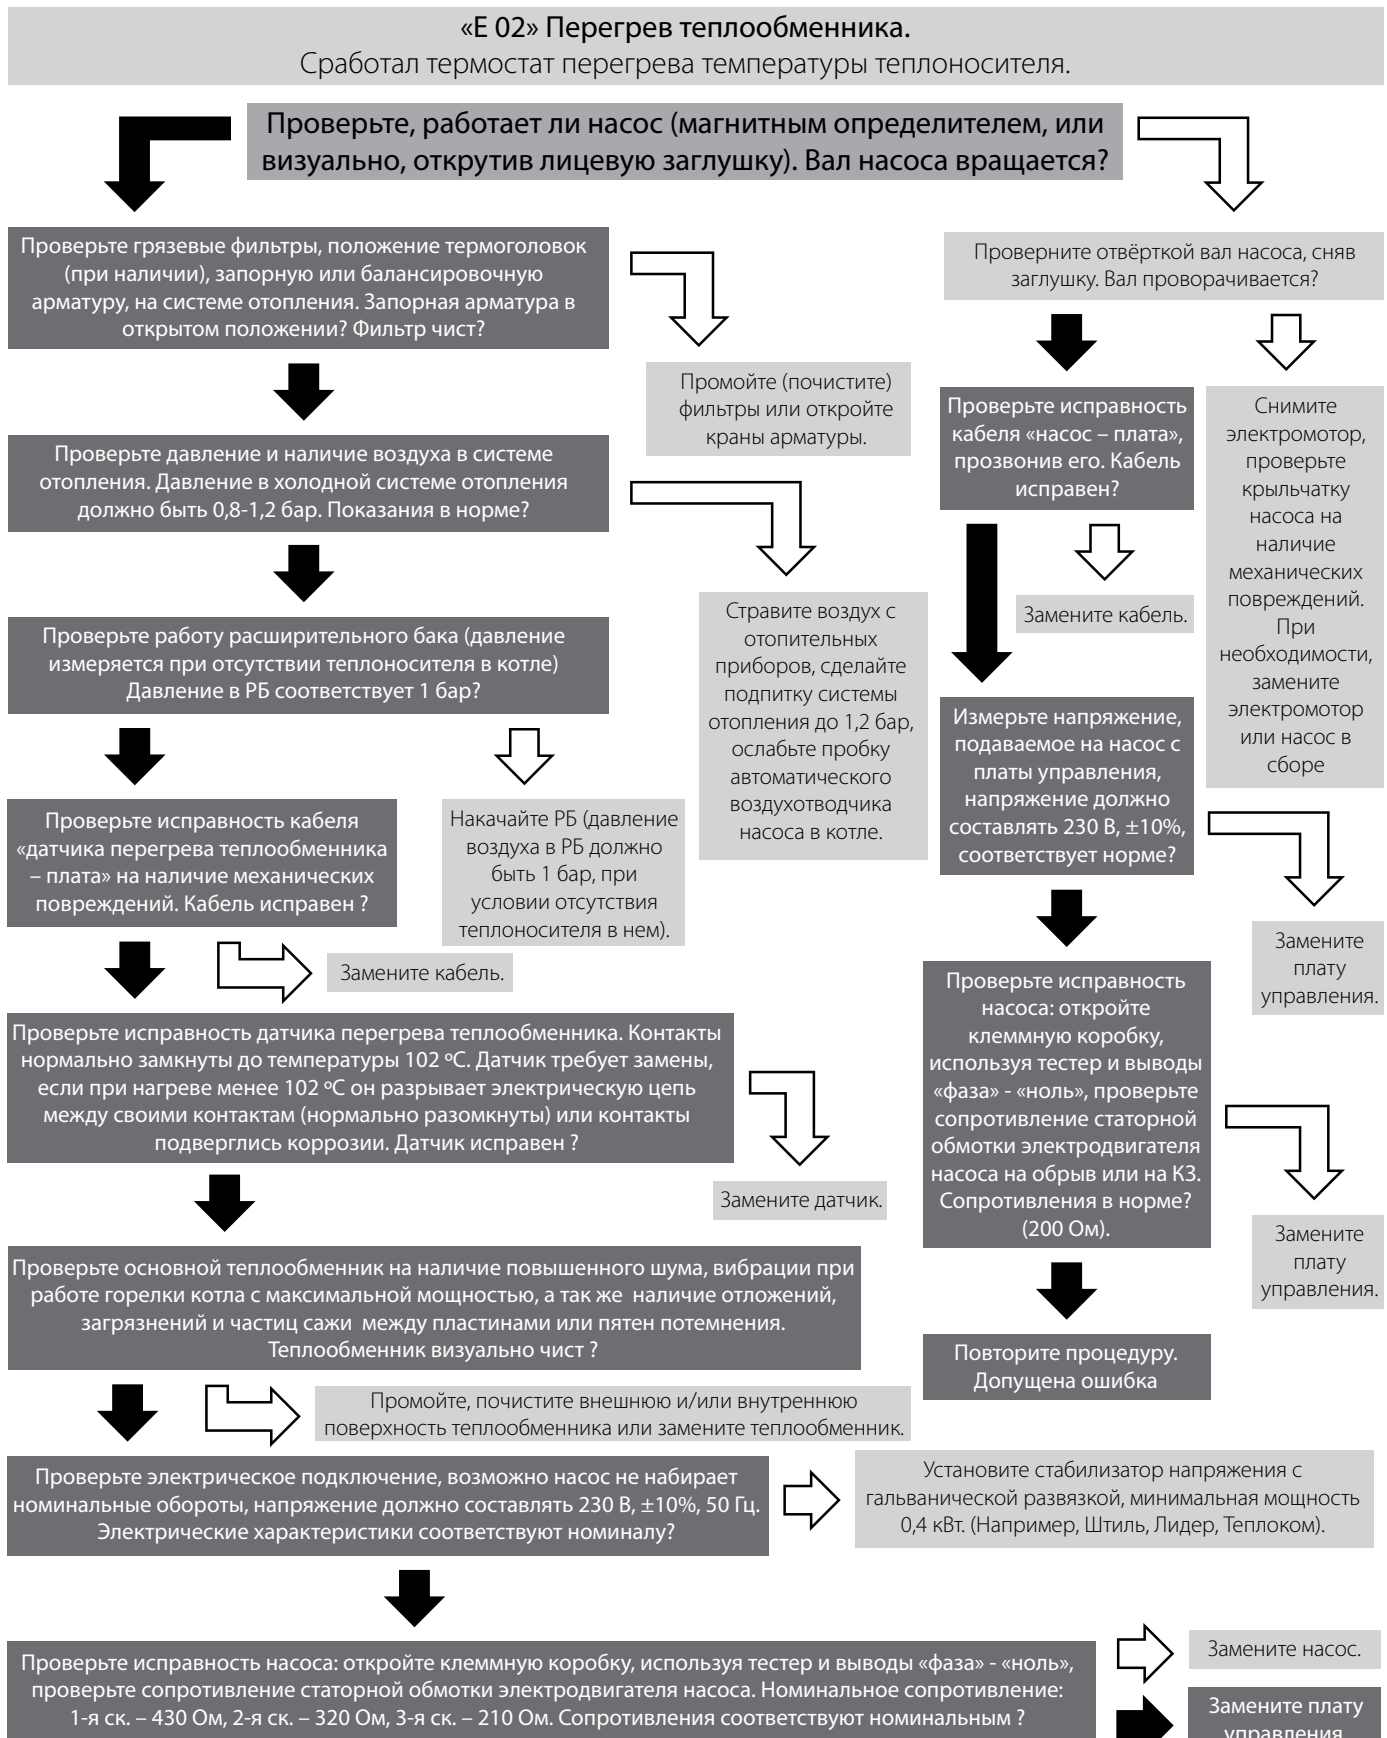 «Е 02» Перегрев теплообменника.
Сработал термостат перегрева температуры теплоносителя.
Проверьте, работает ли насос (магнитным определителем, или
визуально, открутив лицевую заглушку). Вал насоса вращается?
Проверьте грязевые фильтры, положение термоголовок
(при наличии), запорную или балансировочную
арматуру, на системе отопления. Запорная арматура в
открытом положении? Фильтр чист?
Промойте (почистите)
фильтры или откройте
краны арматуры.
Проверьте давление и наличие воздуха в системе
отопления. Давление в холодной системе отопления
должно быть 0,8-1,2 бар. Показания в норме?
Стравите воздух с
отопительных
приборов, сделайте
подпитку системы
отопления до 1,2 бар,
ослабьте пробку
автоматического
воздухотводчика
насоса в котле.
Проверьте работу расширительного бака (давление
измеряется при отсутствии теплоносителя в котле)
Давление в РБ соответствует 1 бар?
Накачайте РБ (давление
воздуха в РБ должно
быть 1 бар, при
условии отсутствия
теплоносителя в нем).
Проверьте исправность кабеля
«датчика перегрева теплообменника
– плата» на наличие механических
повреждений. Кабель исправен ?
Замените кабель.
Проверьте исправность датчика перегрева теплообменника. Контакты
нормально замкнуты до температуры 102 ºС. Датчик требует замены,
если при нагреве менее 102 ºС он разрывает электрическую цепь
между своими контактам (нормально разомкнуты) или контакты
подверглись коррозии. Датчик исправен ?
Замените датчик.
Проверьте основной теплообменник на наличие повышенного шума, вибрации при
работе горелки котла с максимальной мощностью, а так же наличие отложений,
загрязнений и частиц сажи между пластинами или пятен потемнения.
Теплообменник визуально чист ?
Промойте, почистите внешнюю и/или внутреннюю
поверхность теплообменника или замените теплообменник.
Проверьте электрическое подключение, возможно насос не набирает
номинальные обороты, напряжение должно составлять 230 В, ±10%, 50 Гц.
Электрические характеристики соответствуют номиналу?
Установите стабилизатор напряжения с
гальванической развязкой, минимальная мощность
0,4 кВт. (Например, Штиль, Лидер, Теплоком).
Проверьте исправность насоса: откройте клеммную коробку, используя тестер и выводы «фаза» - «ноль»,
проверьте сопротивление статорной обмотки электродвигателя насоса. Номинальное сопротивление:
1-я ск. – 430 Ом, 2-я ск. – 320 Ом, 3-я ск. – 210 Ом. Сопротивления соответствуют номинальным ?
Замените насос.
Замените плату
управления
Проверните отвёрткой вал насоса, сняв
заглушку. Вал проворачивается?
Проверьте исправность
кабеля «насос – плата»,
прозвонив его. Кабель
исправен?
Замените кабель.
Снимите
электромотор,
проверьте
крыльчатку
насоса на
наличие
механических
повреждений.
При
необходимости,
замените
электромотор
или насос в
сборе
Измерьте напряжение,
подаваемое на насос с
платы управления,
напряжение должно
составлять 230 В, ±10%,
соответствует норме?
Замените
плату
управления.
Проверьте исправность
насоса: откройте
клеммную коробку,
используя тестер и выводы
«фаза» - «ноль», проверьте
сопротивление статорной
обмотки электродвигателя
насоса на обрыв или на КЗ.
Сопротивления в норме?
(200 Ом).
Замените
плату
управления.
Повторите процедуру.
Допущена ошибка